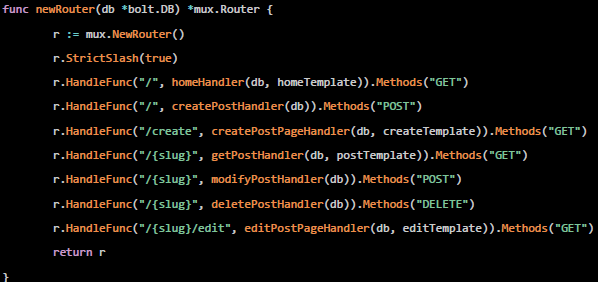 func newRouter(db *bolt.DB) *mux.Router {
r := mux.NewRouter()
r.StrictSlash(true)
r.HandleFunc("/", homeHandler(db, homeTemplate)).Methods("GET")
r.HandleFunc("/", createPostHandler(db)).Methods("POST")
r.HandleFunc("/create", createPostPageHandler(db, createTemplate)).Methods("GET")
r.HandleFunc("/{slug}", getPostHandler(db, postTemplate)).Methods("GET")
r.HandleFunc("/{slug}", modifyPostHandler(db)).Methods("POST")
r.HandleFunc("/{slug}", deletePostHandler(db)).Methods("DELETE")
r.HandleFunc("/{slug}/edit", editPostPageHandler(db, editTemplate)).Methods("GET")
return r
}